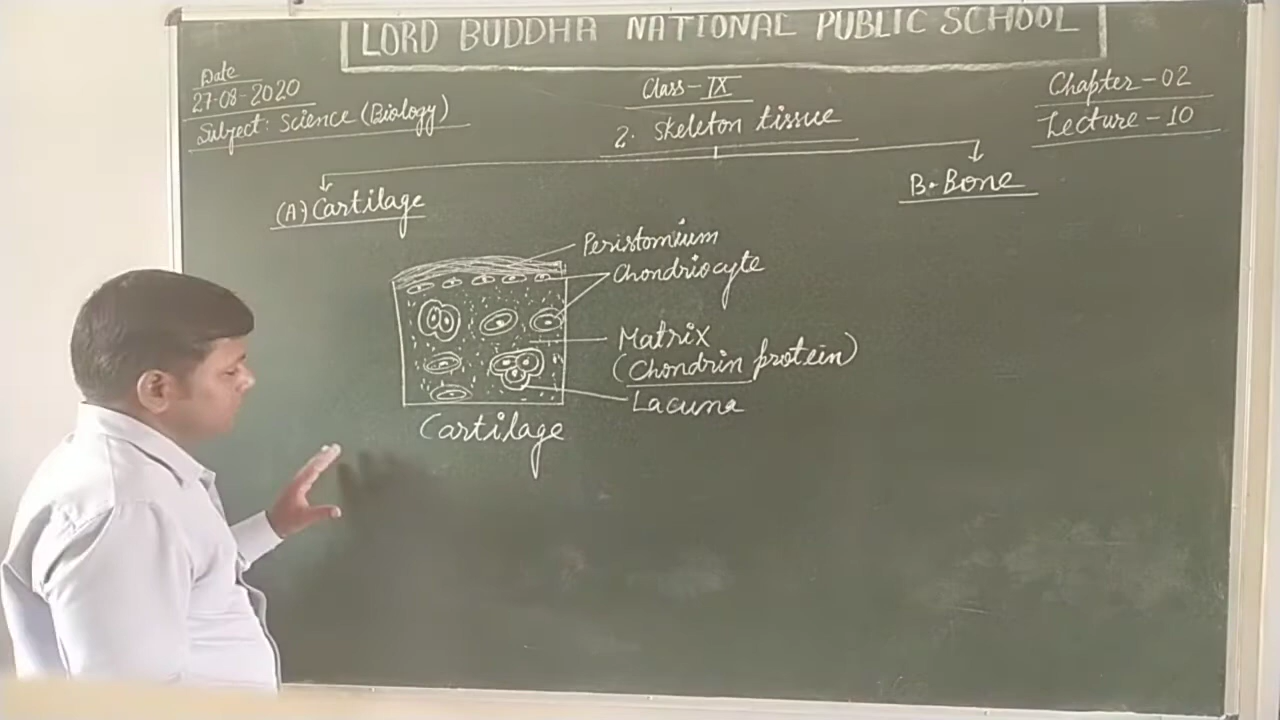 LORD BUDDHA NATIONAL PUBLIC SCHOOL
Date
27-08-2020
Subject: Science (Biology)
Class-IX
2. Skeleton tissue
Chapter-02
Lecture-10
(A) Cartilage
B. Bone
Peristomium
Chondriocyte
Matrix
(Chondrin protein)
Lacuna
Cartilage